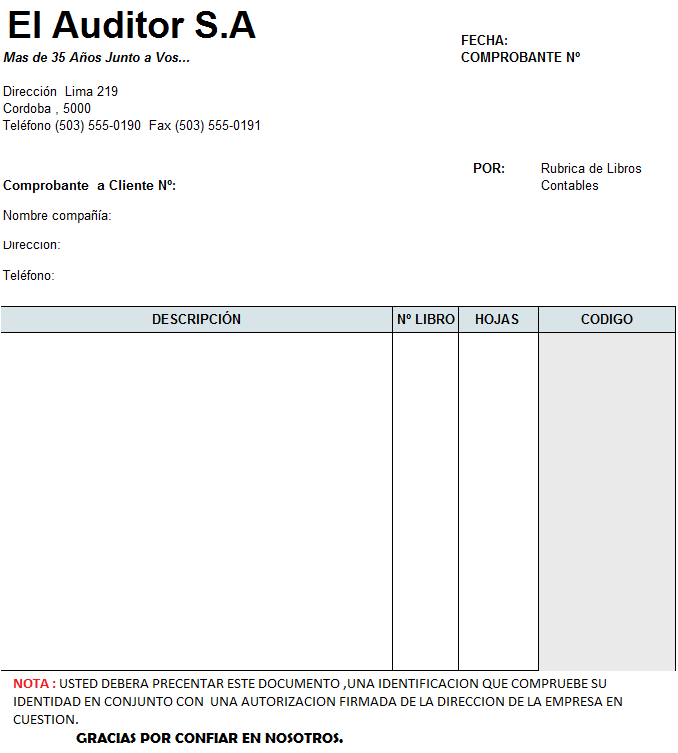 El Auditor S.A
Mas de 35 Años Junto a Vos...
FECHA:
COMPROBANTE Nº
Dirección  Lima 219
Cordoba , 5000
Teléfono (503) 555-0190  Fax (503) 555-0191
POR: Rubrica de Libros
Contables
Comprobante  a Cliente Nº:
Nombre compañía:
Dirección:
Teléfono:
DESCRIPCIÓN Nº LIBRO HOJAS CODIGO
NOTA : USTED DEBERA PRECENTAR ESTE DOCUMENTO ,UNA IDENTIFICACION QUE COMPRUEBE SU
IDENTIDAD EN CONJUNTO CON  UNA AUTORIZACION FIRMADA DE LA DIRECCION DE LA EMPRESA EN
CUESTION.
GRACIAS POR CONFIAR EN NOSOTROS.